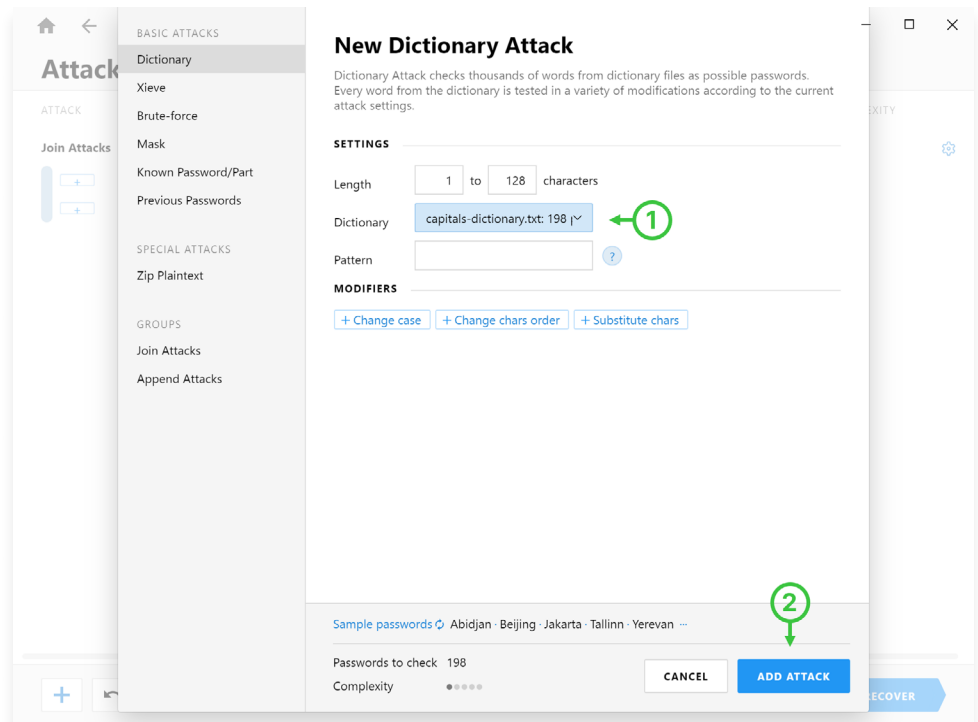 Attack
ATTACK
EXITY
Join Attacks
+
+
BASIC ATTACKS
Dictionary
Xieve
Brute-force
Mask
Known Password/Part
Previous Passwords
SPECIAL ATTACKS
Zip Plaintext
GROUPS
Join Attacks
Append Attacks
New Dictionary Attack
Dictionary Attack checks thousands of words from dictionary files as possible passwords.
Every word from the dictionary is tested in a variety of modifications according to the current
attack settings.
SETTINGS
Length 1 to 128 characters
Dictionary capitals-dictionary.txt: 198 1
Pattern ?
MODIFIERS
+ Change case + Change chars order + Substitute chars
2
Sample passwords Abidjan · Beijing · Jakarta · Tallinn · Yerevan ···
Passwords to check 198
Complexity
CANCEL ADD ATTACK
+
ECOVER